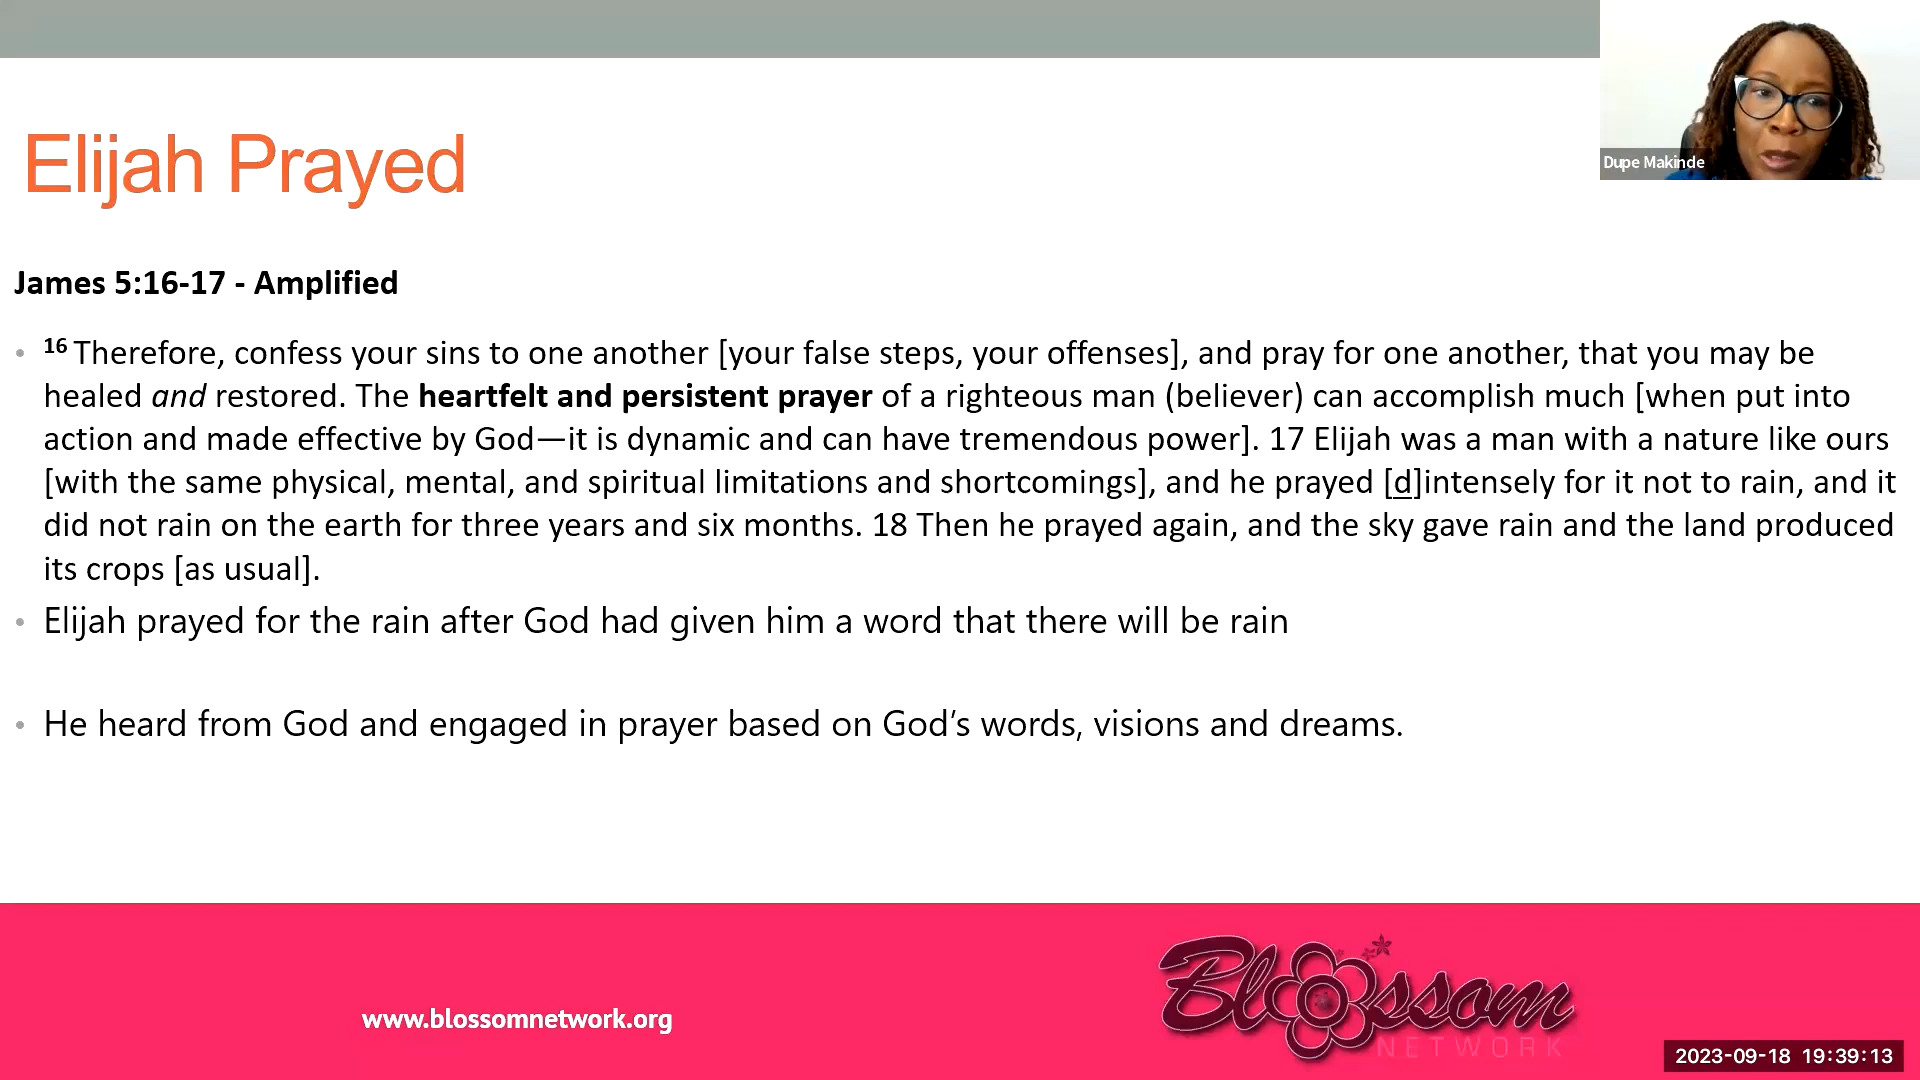 Elijah Prayed
Dupe Makinde
James 5:16-17 - Amplified
• 16 Therefore, confess your sins to one another [your false steps, your offenses], and pray for one another, that you may be
healed and restored. The heartfelt and persistent prayer of a righteous man (believer) can accomplish much [when put into
action and made effective by God—it is dynamic and can have tremendous power]. 17 Elijah was a man with a nature like ours
[with the same physical, mental, and spiritual limitations and shortcomings], and he prayed [d]intensely for it not to rain, and it
did not rain on the earth for three years and six months. 18 Then he prayed again, and the sky gave rain and the land produced
its crops [as usual].
• Elijah prayed for the rain after God had given him a word that there will be rain
• He heard from God and engaged in prayer based on God’s words, visions and dreams.
www.blossomnetwork.org
Blossom
NETWORK
2023-09-18 19:39:13